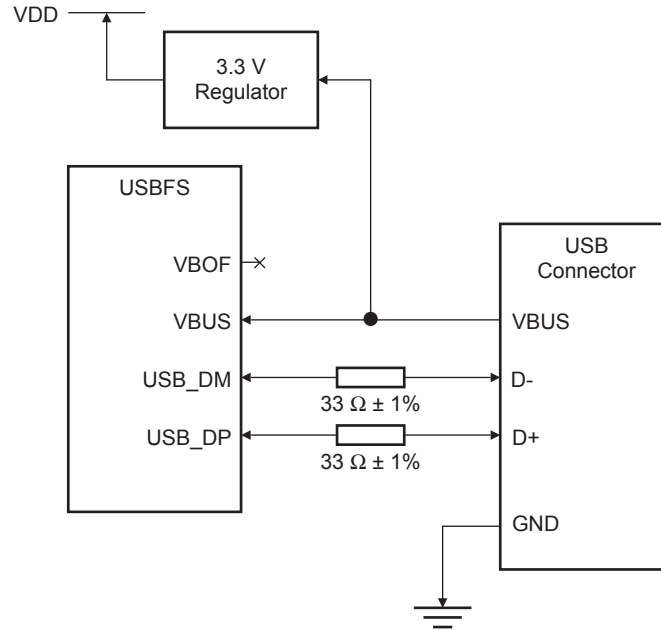 VDD
3.3 V
Regulator
USBFS
VBOF
VBUS
USB_DM
USB_DP
33 Ω ± 1%
33 Ω ± 1%
USB
Connector
VBUS
D-
D+
GND